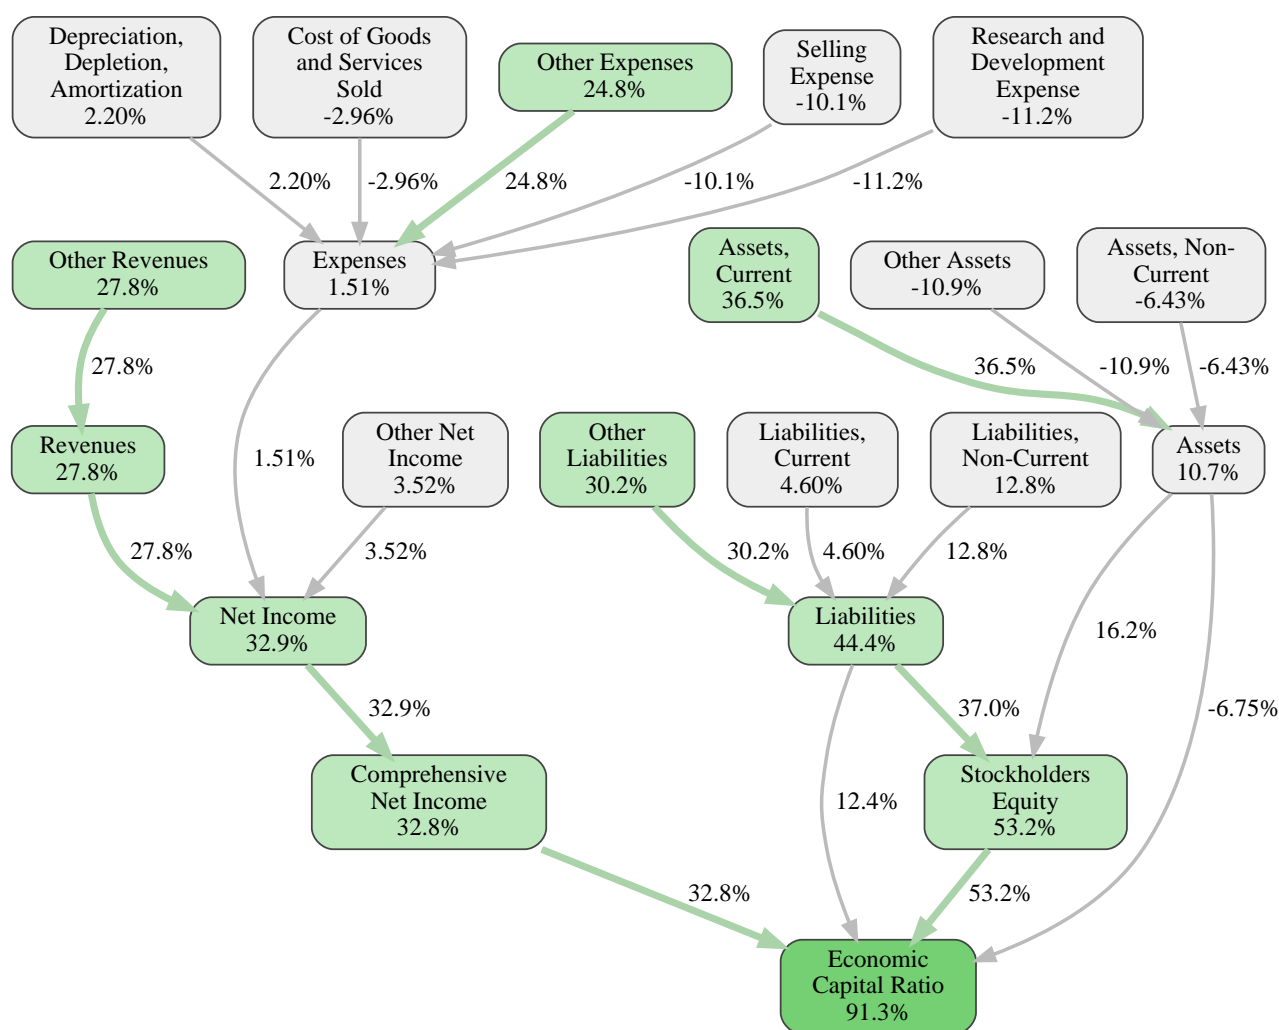 Depreciation,
Depletion,
Amortization
2.20%
Cost of Goods
and Services
Sold
-2.96%
Other Expenses
24.8%
Selling
Expense
-10.1%
Research and
Development
Expense
-11.2%
2.20%
-2.96%
24.8%
-10.1%
-11.2%
Other Revenues
27.8%
Expenses
1.51%
Assets,
Current
36.5%
Other Assets
-10.9%
Assets, Non-
Current
-6.43%
27.8%
36.5%
-10.9%
-6.43%
Revenues
27.8%
1.51%
Other Net
Income
3.52%
Other
Liabilities
30.2%
Liabilities,
Current
4.60%
Liabilities,
Non-Current
12.8%
Assets
10.7%
27.8%
3.52%
30.2%
4.60%
12.8%
Net Income
32.9%
Liabilities
44.4%
16.2%
32.9%
37.0%
-6.75%
Comprehensive
Net Income
32.8%
12.4%
Stockholders
Equity
53.2%
32.8%
53.2%
Economic
Capital Ratio
91.3%